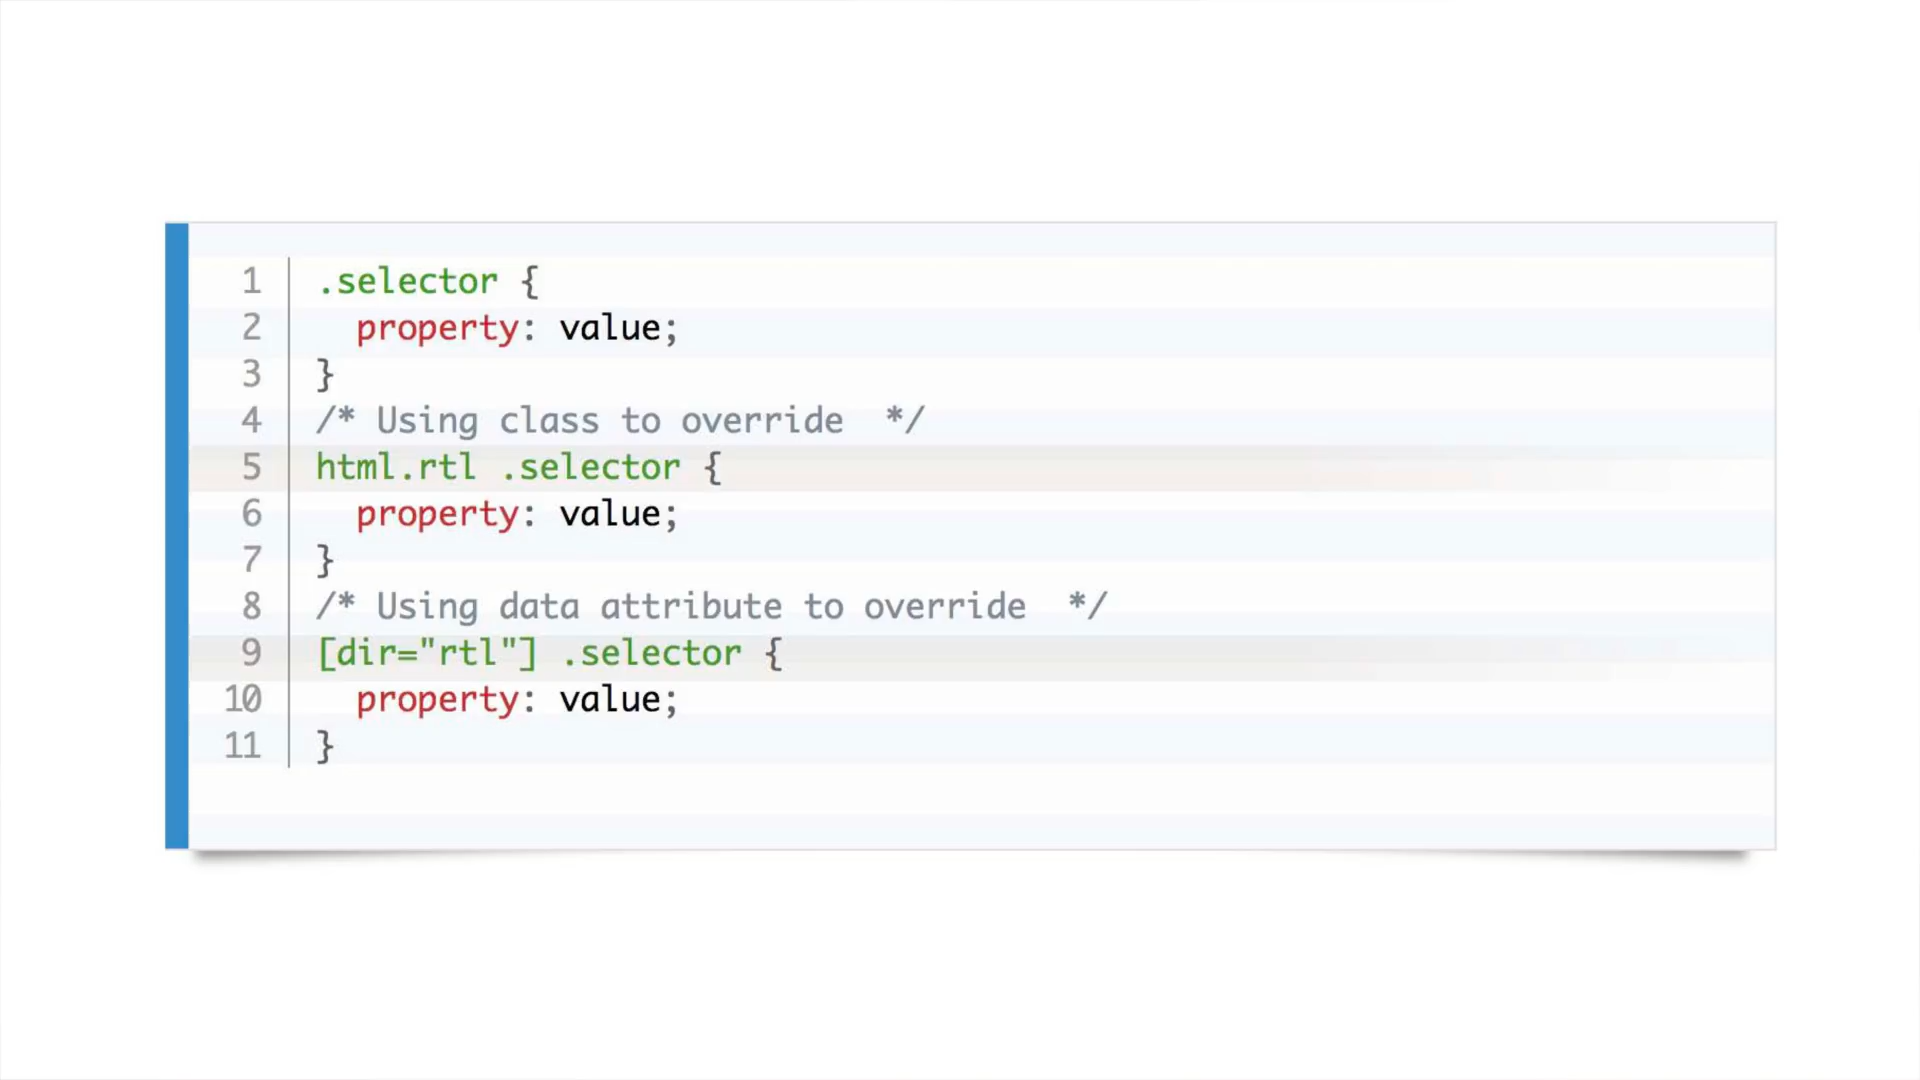 1 .selector {
2 property: value;
3 }
4 /* Using class to override  */
5 html.rtl .selector {
6 property: value;
7 }
8 /* Using data attribute to override  */
9 [dir="rtl"] .selector {
10 property: value;
11 }